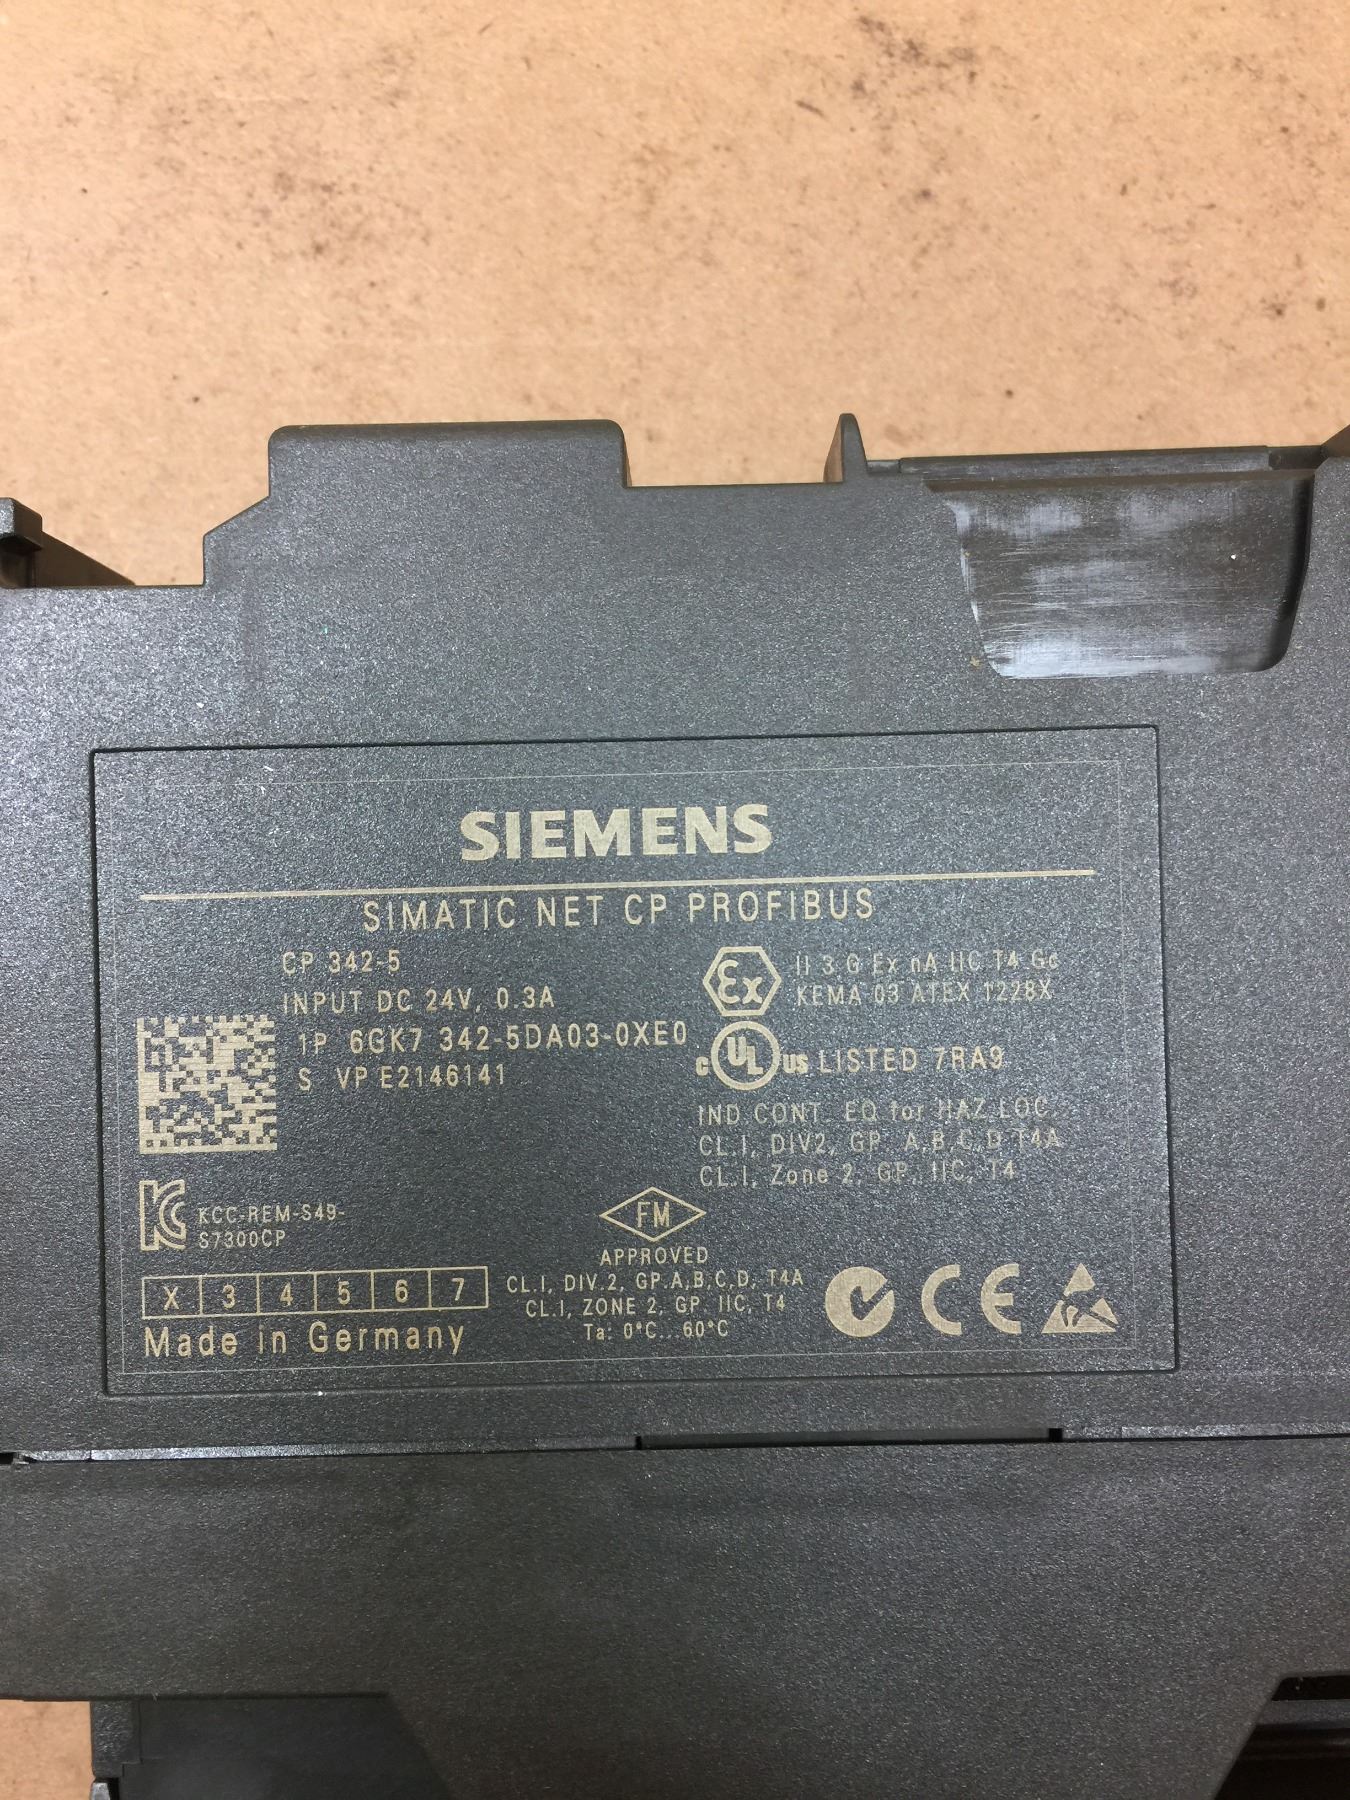 SIEMENS
SIMATIC NET CP PROFIBUS
CP 342-5
INPUT DC 24V, 0.3A
1P 6GK7 342-5DA03-0XE0
S VP E2146141
Ex
II 3 G Ex nA IIC T4 Gc
KEMA 03 ATEX 1228X
c UL us LISTED 7RA9
IND.CONT. EQ for HAZ.LOC.
CL.I, DIV2, GP. A,B,C,D T4A
CL.I, Zone 2, GP. IIC, T4
KCC-REM-S49-
S7300CP
FM
APPROVED
CL.I, DIV.2, GP.A,B,C,D, T4A
CL.I, ZONE 2, GP. IIC, T4
Ta: 0°C...60°C
X 3 4 5 6 7
Made in Germany
CE